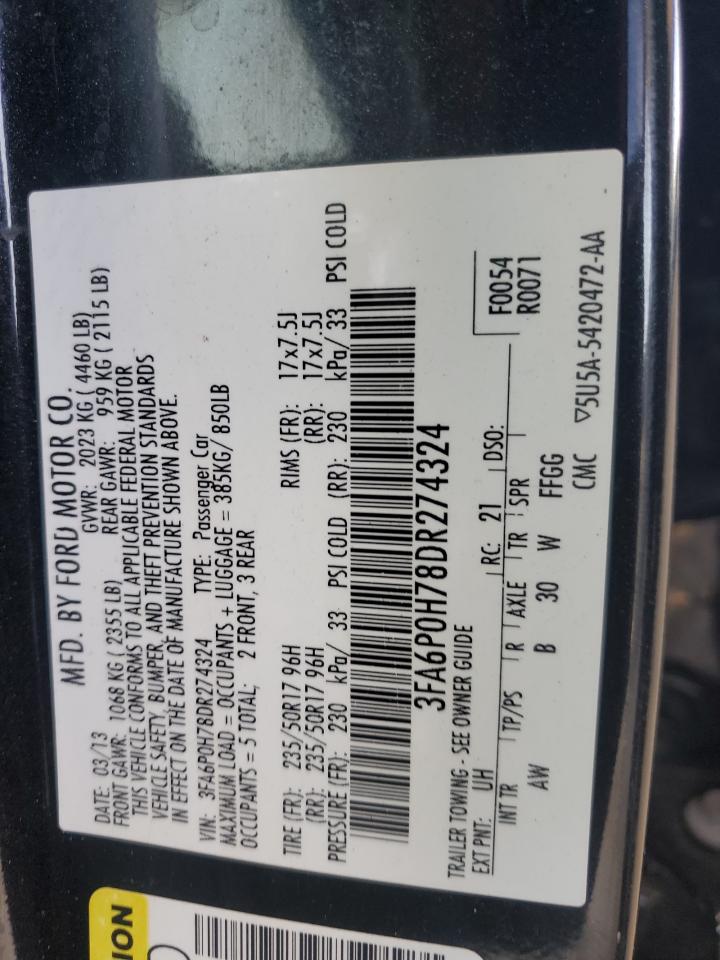 MFD. BY FORD MOTOR CO.
DATE: 03/13 GVWR: 2023 KG ( 4460 LB)
FRONT GAWR: 1068 KG ( 2355 LB) REAR GAWR: 959 KG ( 2115 LB)
THIS VEHICLE CONFORMS TO ALL APPLICABLE FEDERAL MOTOR
VEHICLE SAFETY, BUMPER, AND THEFT PREVENTION STANDARDS
IN EFFECT ON THE DATE OF MANUFACTURE SHOWN ABOVE.
VIN: 3FA6P0H78DR274324 TYPE: Passenger Car
MAXIMUM LOAD = OCCUPANTS + LUGGAGE = 385KG/ 850LB
OCCUPANTS = 5 TOTAL; 2 FRONT, 3 REAR
TIRE (FR): 235/50R17 96H RIMS (FR): 17x7.5J
(RR): 235/50R17 96H (RR): 17x7.5J
PRESSURE (FR): 230 kPa/ 33 PSI COLD (RR): 230 kPa/ 33 PSI COLD
3FA6P0H78DR274324
TRAILER TOWING - SEE OWNER GUIDE
EXT PNT: UH RC: 21 DSO: F0054
R0071
INT TR TP/PS R AXLE TR SPR
AW B 30 W FFGG
CMC ▽5U5A-5420472-AA
ION